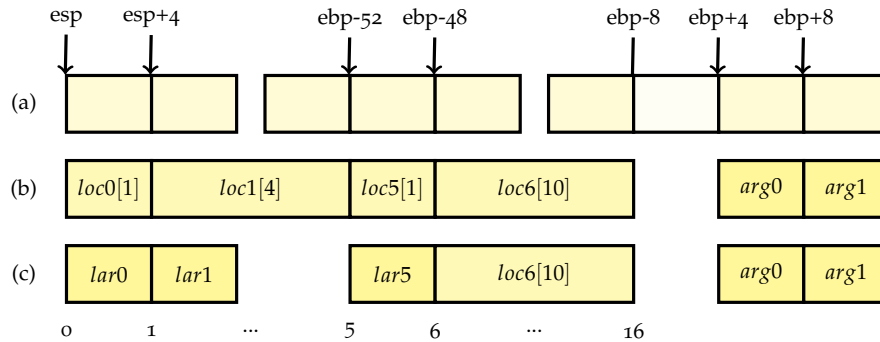 esp esp+4 ebp-52 ebp-48 ebp-8 ebp+4 ebp+8
(a)
(b) loc0[1] loc1[4] loc5[1] loc6[10] arg0 arg1
(c) lar0 lar1 lar5 loc6[10] arg0 arg1
0 1 ... 5 6 ... 16